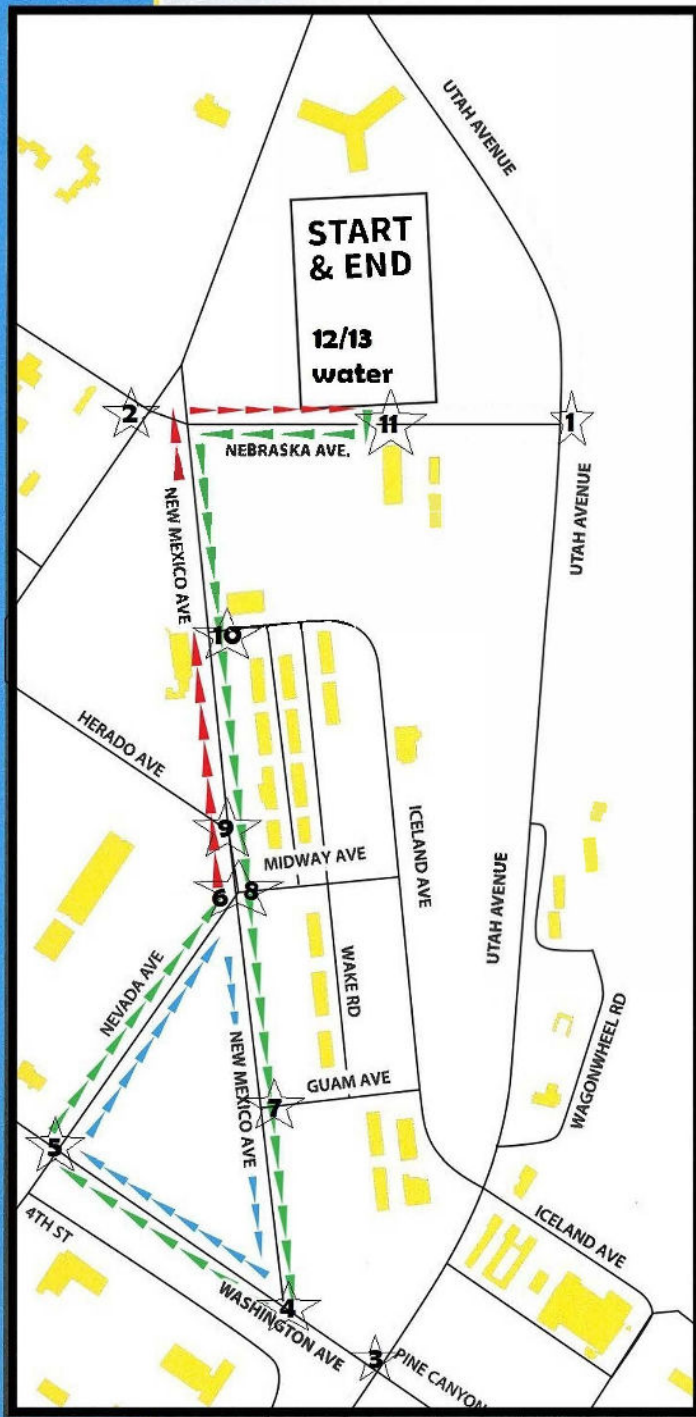 UTAH AVENUE
START
& END
12/13
water
2
11
1
NEBRASKA AVE.
UTAH AVENUE
NEW MEXICO AVE
10
HERADO AVE
9
ICELAND AVE
MIDWAY AVE
6
8
UTAH AVENUE
NEVADA AVE
WAKE RD
WAGONWHEEL RD
NEW MEXICO AVE
GUAM AVE
7
5
4TH ST
ICELAND AVE
4
WASHINGTON AVE
3
PINE CANYON